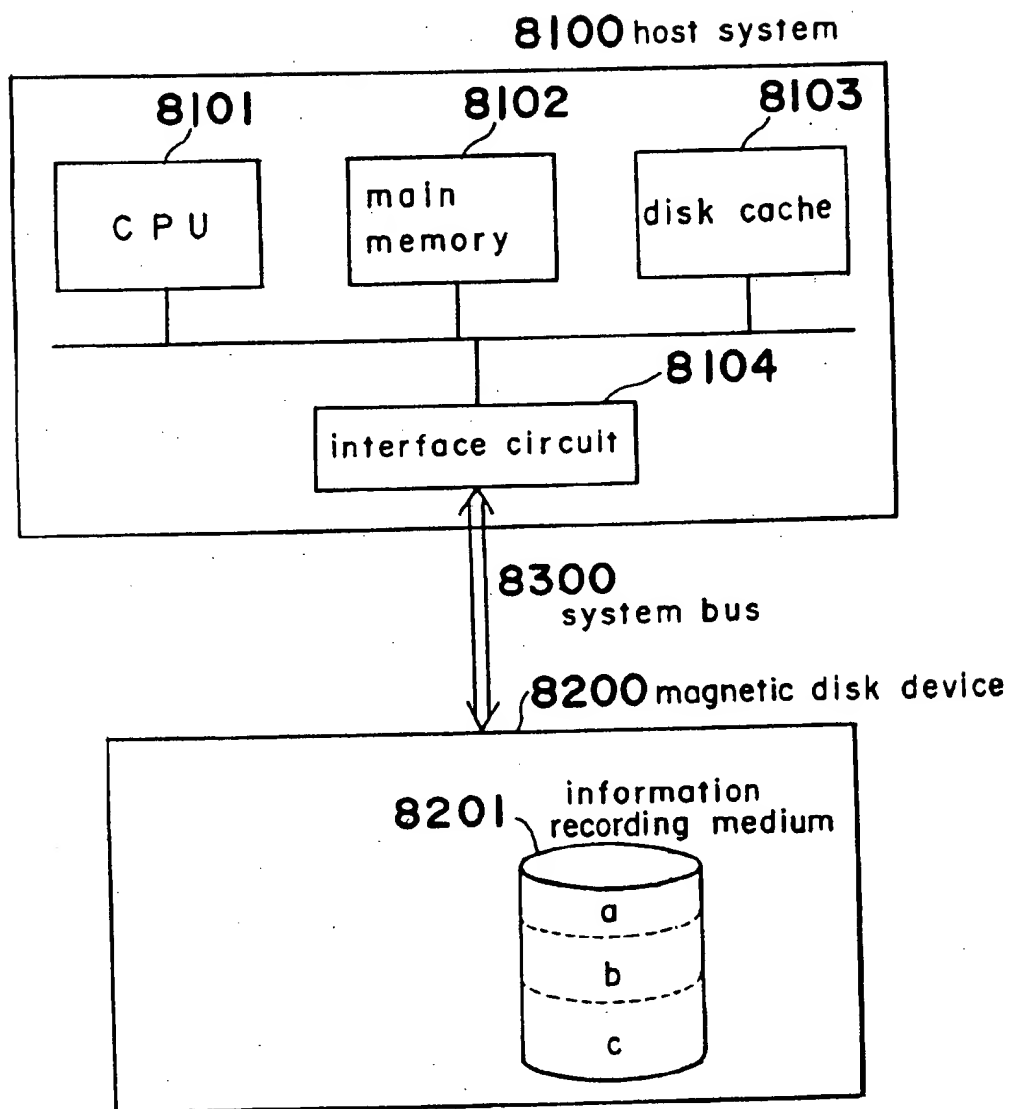 8100 host system
8101
8102
8103
CPU
main
memory
disk cache
8104
interface circuit
8300
system bus
8200 magnetic disk device
8201
information
recording medium
a
b
c